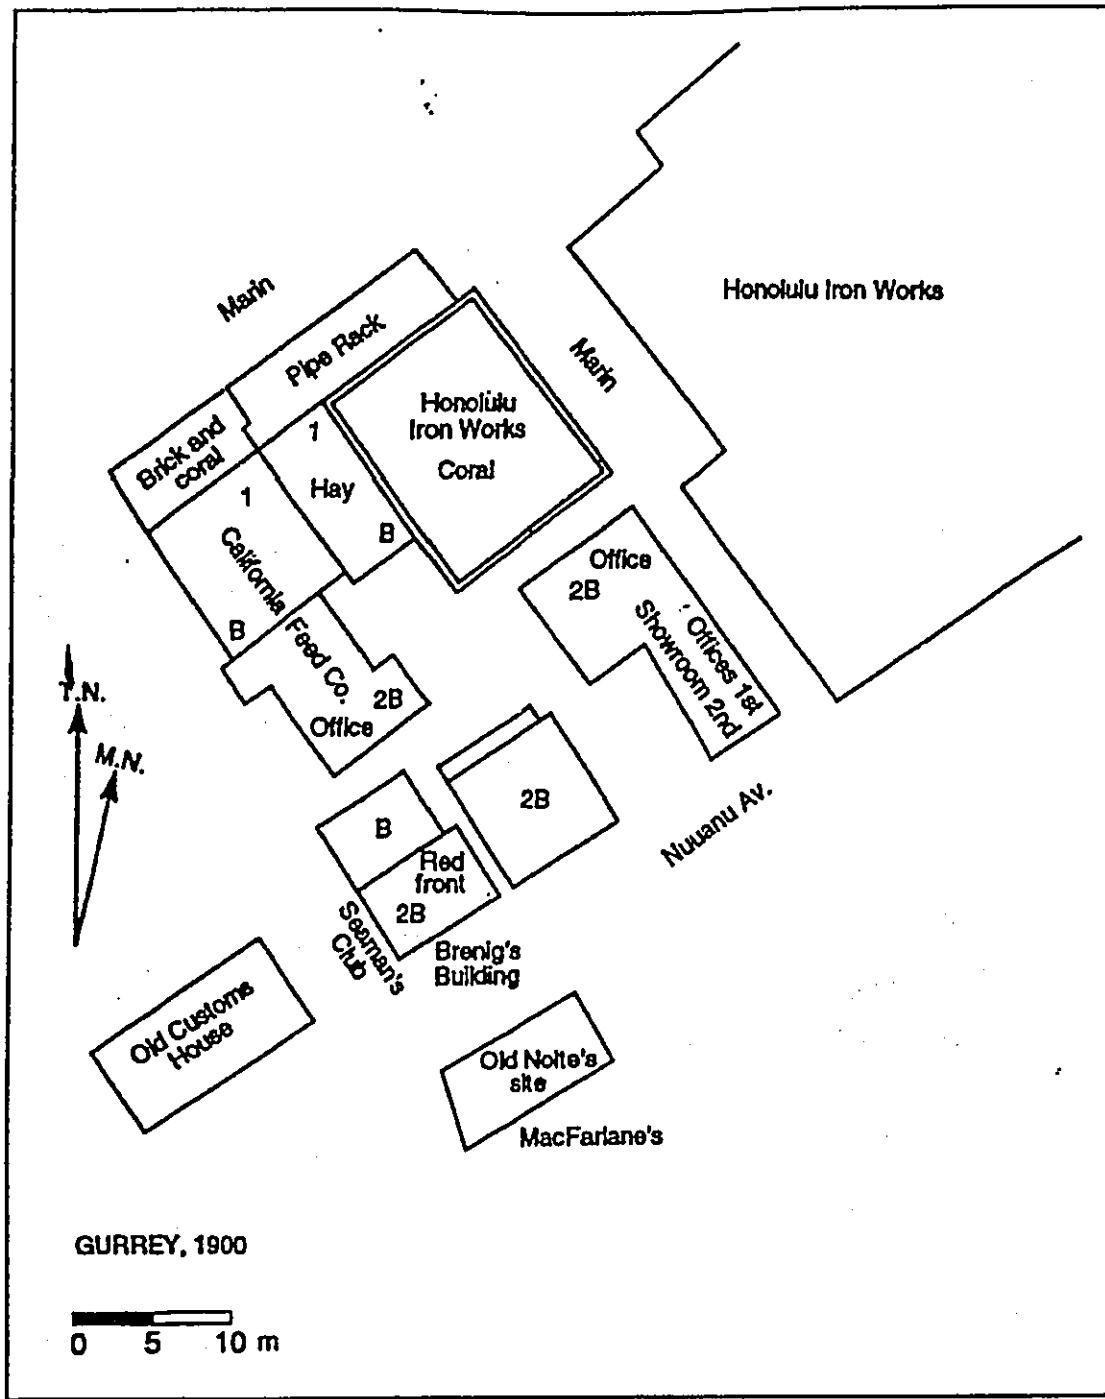 Marin
Honolulu Iron Works
Pipe Rack
Marin
Honolulu
Iron Works
Coral
Brick and
coral
1
Hay
B
1
California
Feed Co.
B
Office
2B
Office
2B
Offices 1st
Showroom 2nd
T.N.
M.N.
2B
Nuuanu Av.
B
Red
front
2B
Seaman's
Club
Brenig's
Building
Old Customs
House
Old Nolte's
site
MacFarlane's
GURREY, 1900
0 5 10 m